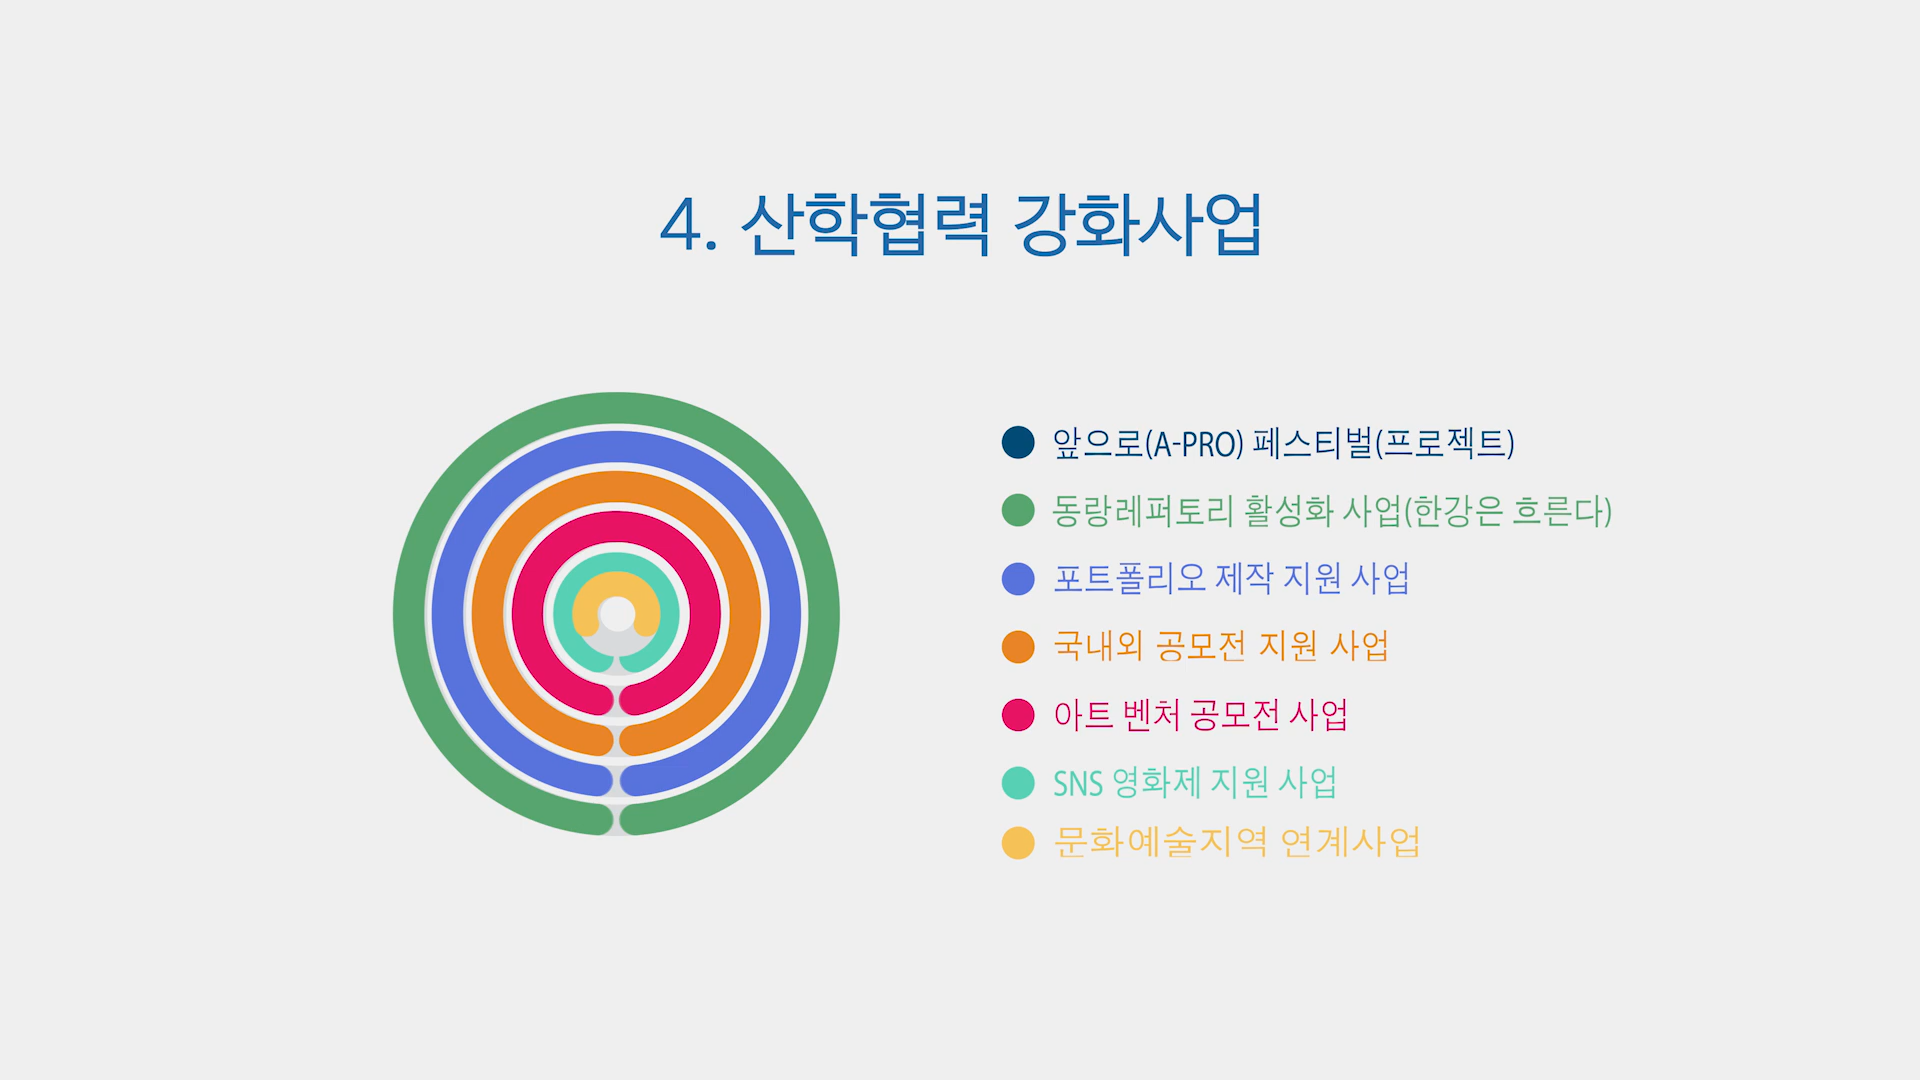 4. 산학협력 강화사업
앞으로(A-PRO) 페스티벌(프로젝트)
동랑레퍼토리 활성화 사업(한강은 흐른다)
포트폴리오 제작 지원 사업
국내외 공모전 지원 사업
아트 벤처 공모전 사업
SNS 영화제 지원 사업
문화예술지역 연계사업